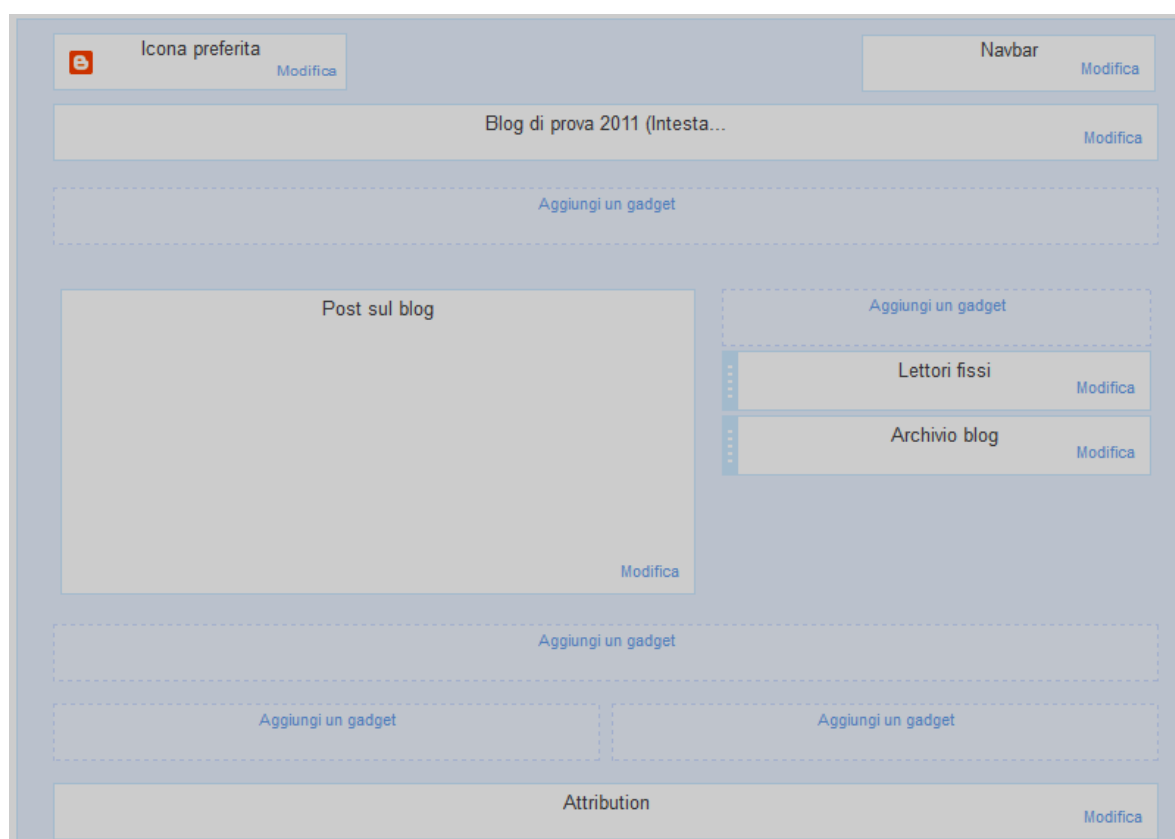 Icona preferita
Modifica
Navbar
Modifica
Blog di prova 2011 (Intesta...
Modifica
Aggiungi un gadget
Post sul blog
Modifica
Aggiungi un gadget
Lettori fissi
Modifica
Archivio blog
Modifica
Aggiungi un gadget
Aggiungi un gadget
Aggiungi un gadget
Attribution
Modifica